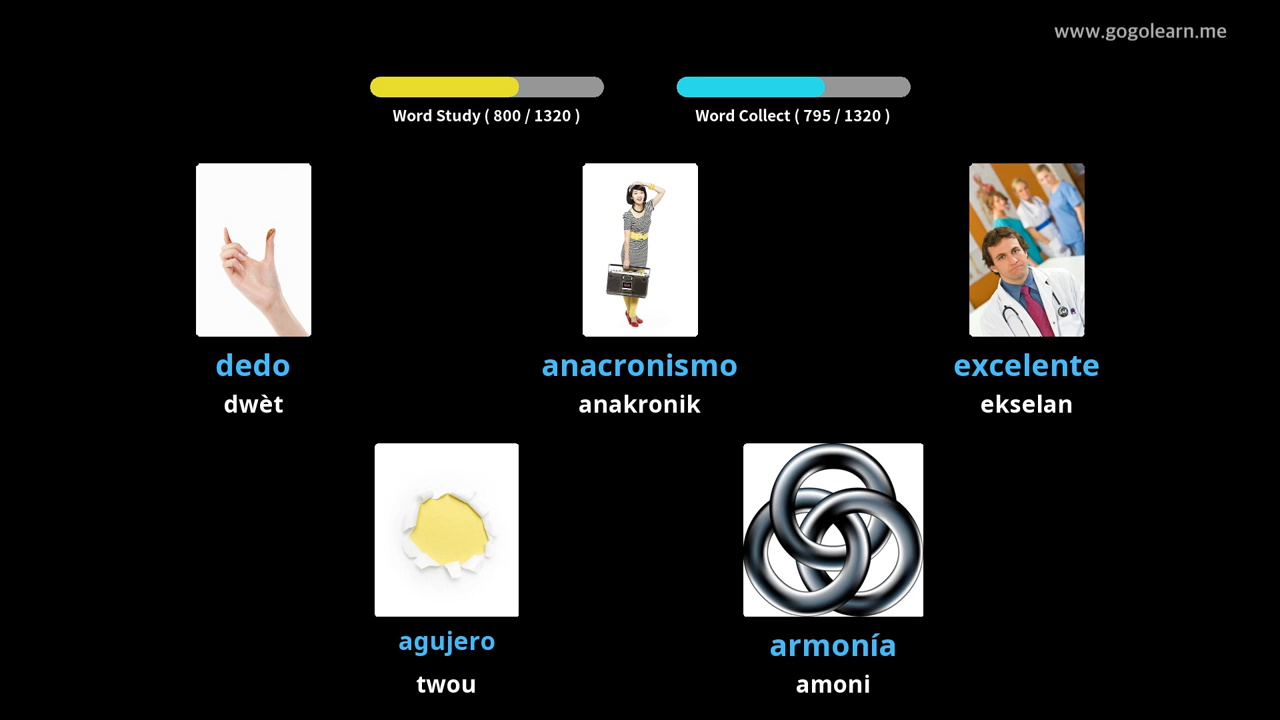 www.gogolearn.me
Word Study ( 800 / 1320 )
Word Collect ( 795 / 1320 )
dedo
dwèt
anacronismo
anakronik
excelente
ekselan
agujero
twou
armonía
amoni